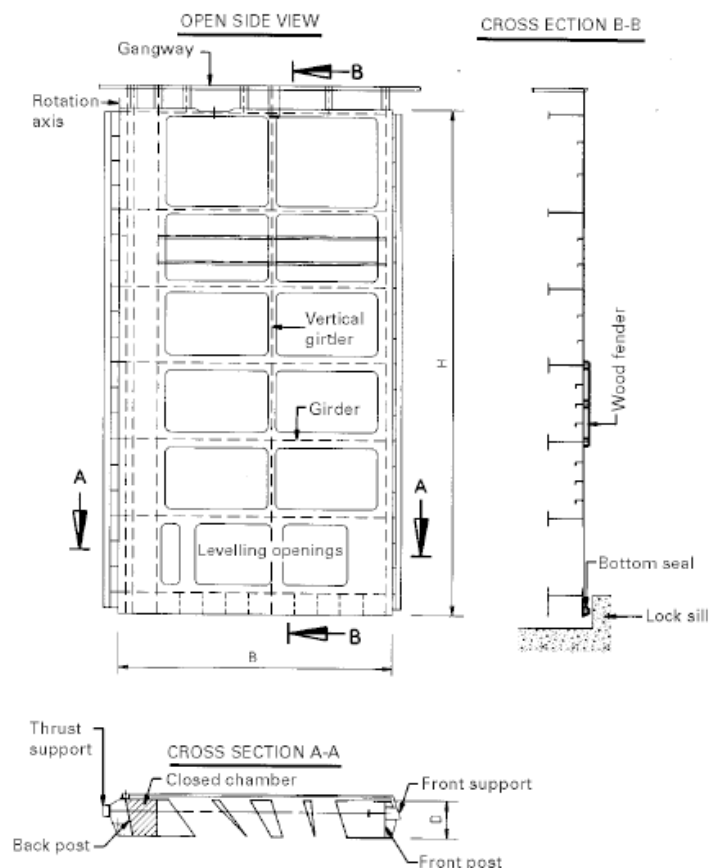 OPEN SIDE VIEW
CROSS ECTION B-B
Gangway
B
Rotation
axis
Vertical
girtler
H
Wood fender
Girder
A
A
Levelling openings
Bottom seal
Lock sill
B
B
Thrust
support
CROSS SECTION A-A
Closed chamber
Front support
D
Back post
Front post